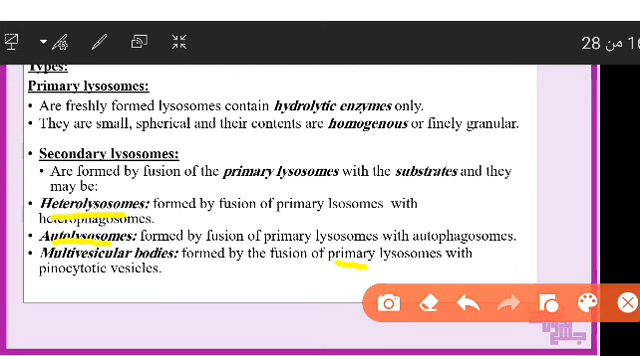 16 من 28
Types:
Primary lysosomes:
• Are freshly formed lysosomes contain hydrolytic enzymes only.
• They are small, spherical and their contents are homogenous or finely granular.
• Secondary lysosomes:
• Are formed by fusion of the primary lysosomes with the substrates and they
may be:
• Heterolysosomes: formed by fusion of primary lsosomes with
heterophagosomes.
• Autolysosomes: formed by fusion of primary lysosomes with autophagosomes.
• Multivesicular bodies: formed by the fusion of primary lysosomes with
pinocytotic vesicles.